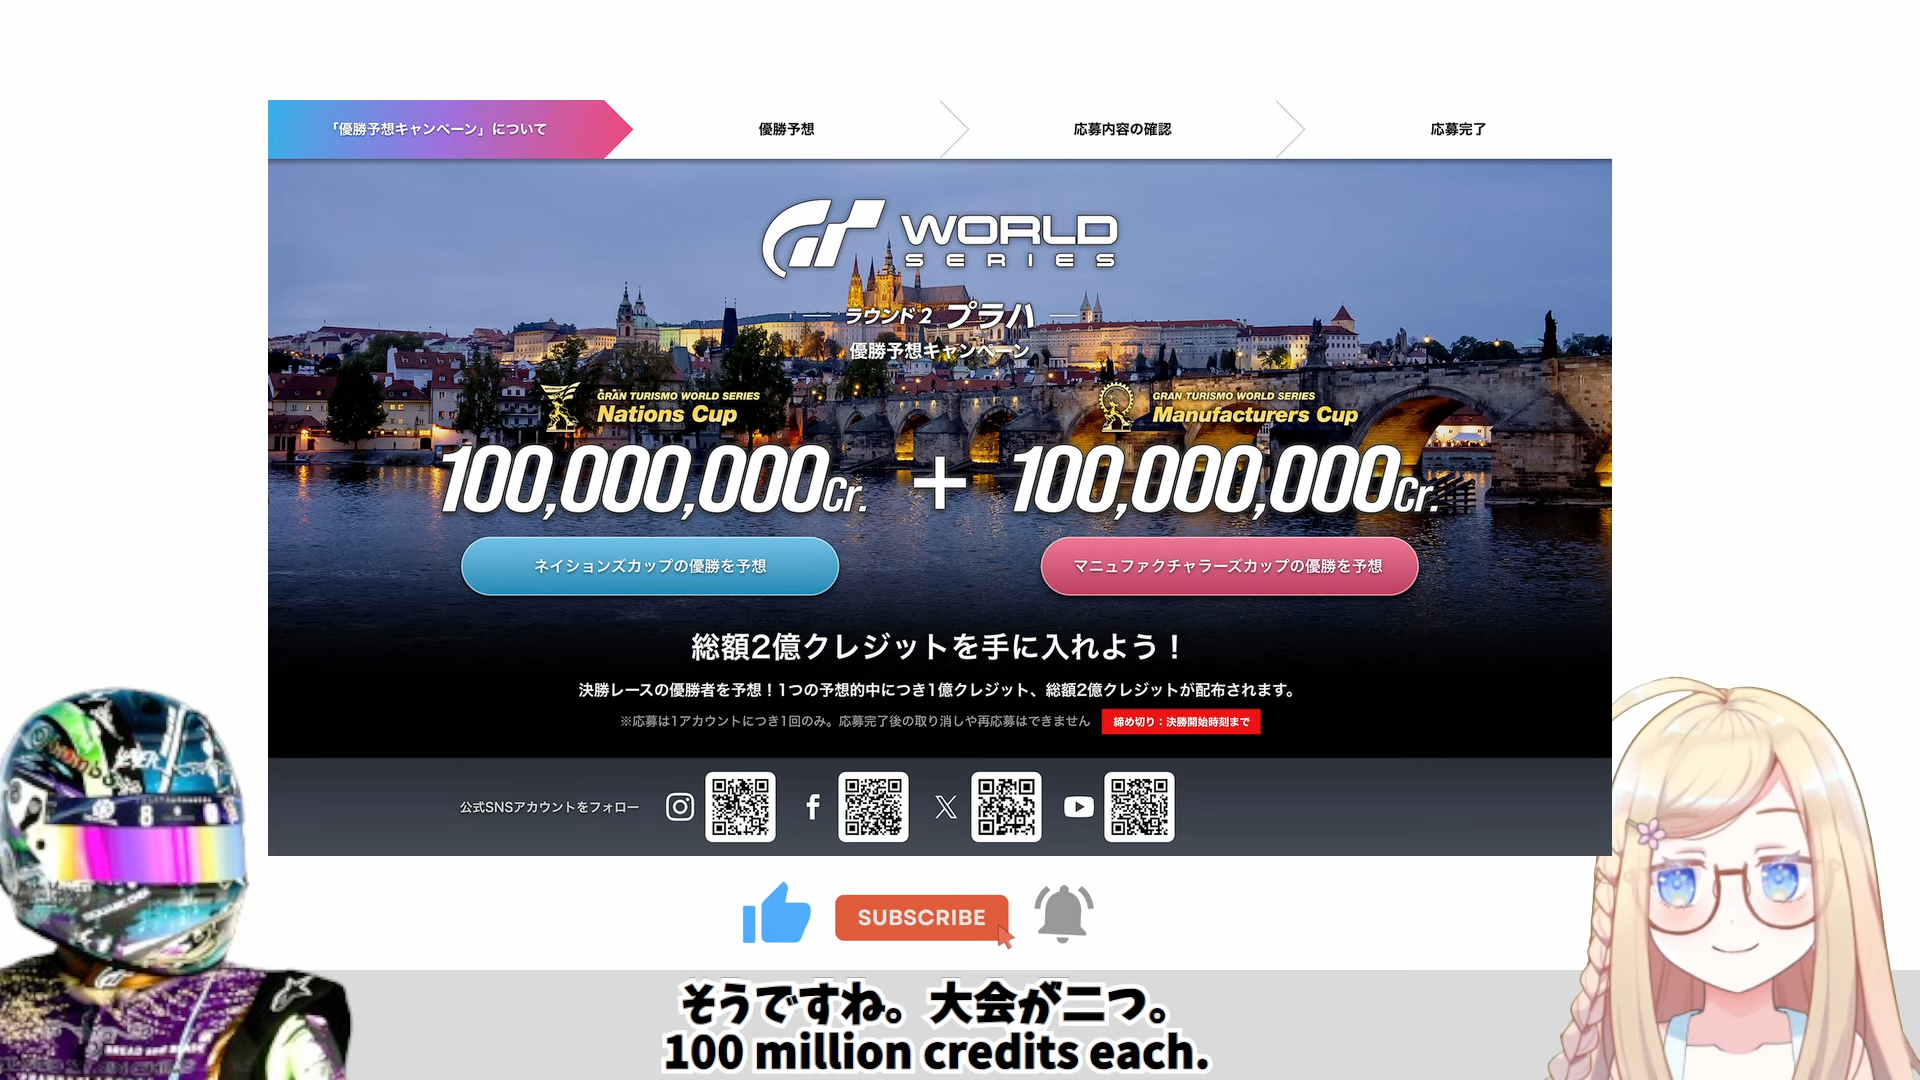 「優勝予想キャンペーン」について
優勝予想
応募内容の確認
応募完了
GT WORLD
SERIES
ラウンド2 プラハ
優勝予想キャンペーン
GRAN TURISMO WORLD SERIES
Nations Cup
GRAN TURISMO WORLD SERIES
Manufacturers Cup
100,000,000Cr. + 100,000,000Cr.
ネイションズカップの優勝を予想
マニュファクチャラーズカップの優勝を予想
総額2億クレジットを手に入れよう！
決勝レースの優勝者を予想！1つの予想的中につき1億クレジット、総額2億クレジットが配布されます。
※応募は1アカウントにつき1回のみ。応募完了後の取り消しや再応募はできません
締め切り：決勝開始時刻まで
公式SNSアカウントをフォロー
SUBSCRIBE
8
そうですね。大会が二つ。
100 million credits each.